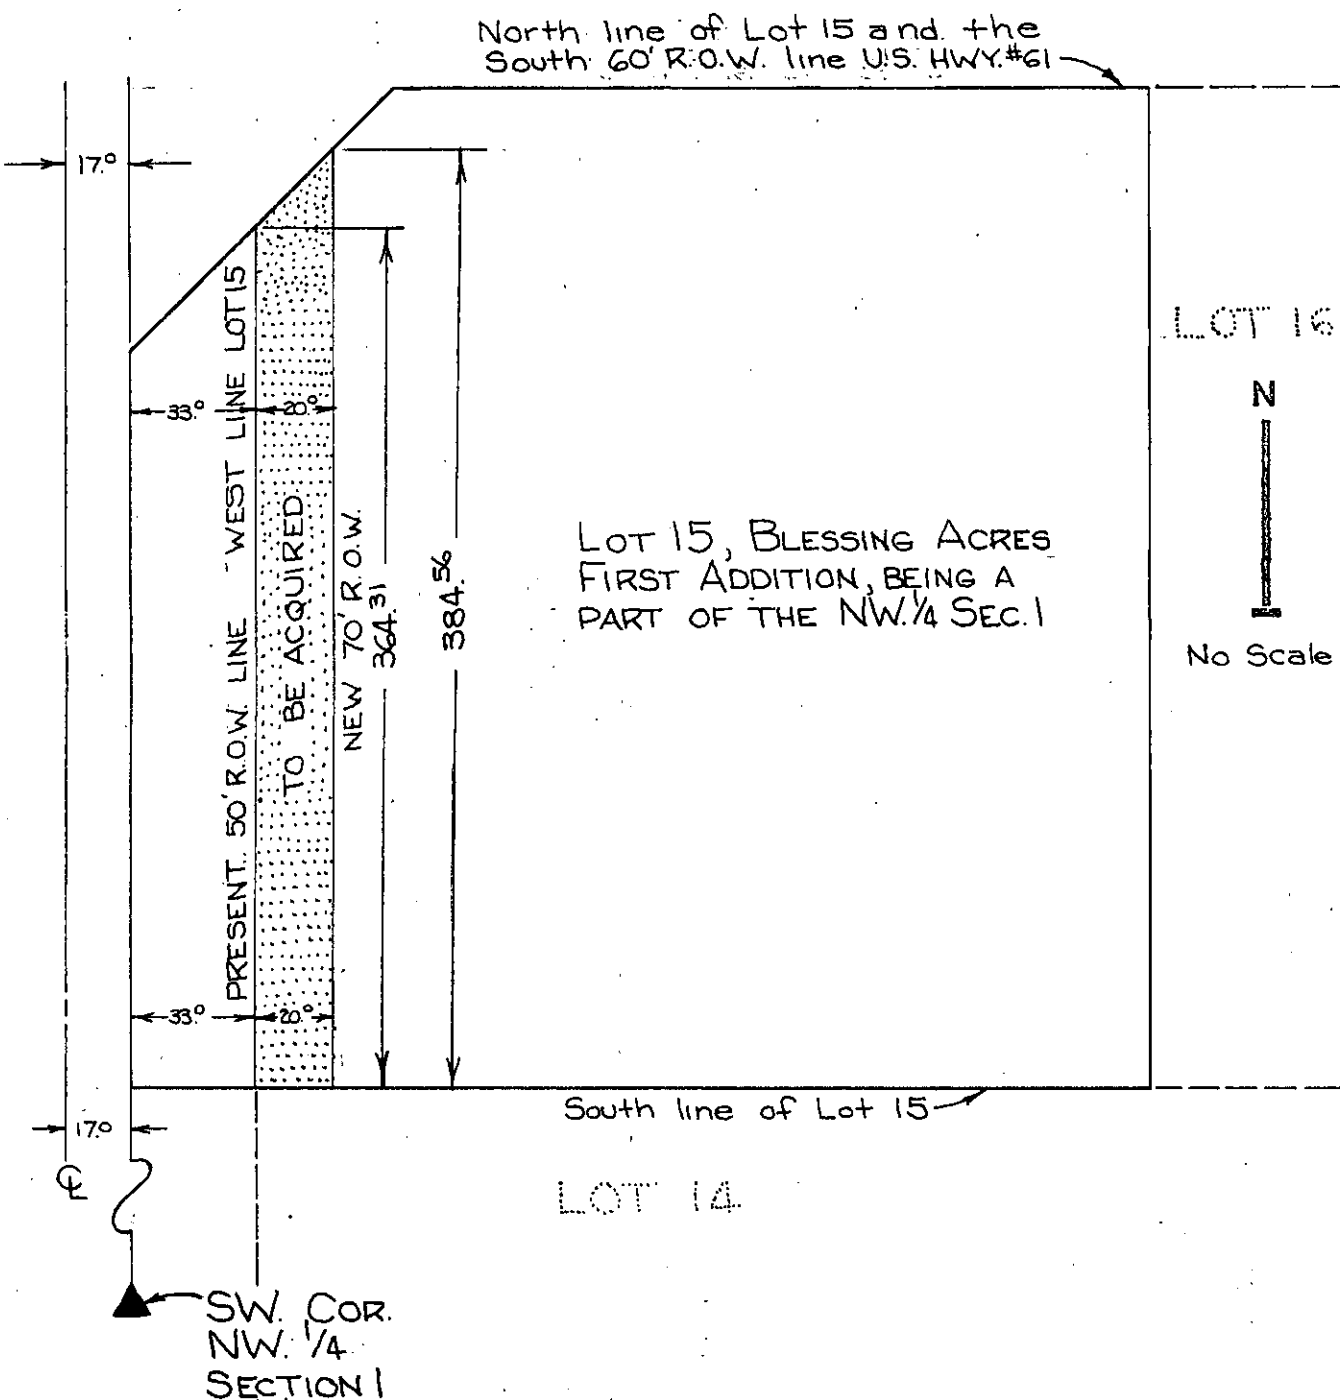 North line of Lot 15 and the
South 60' R.O.W. line U.S. HWY. #61
17.⁰
LOT 16
N
No Scale
33.⁰
20.⁰
PRESENT 50' R.O.W. LINE WEST LINE LOT 15
TO BE ACQUIRED
NEW 70' R.O.W.
364.³¹
384.⁵⁶
LOT 15, BLESSING ACRES
FIRST ADDITION, BEING A
PART OF THE NW. 1/4 SEC. 1
33.⁰
20.⁰
South line of Lot 15
17.⁰
℄
LOT 14
SW. COR.
NW. 1/4
SECTION 1